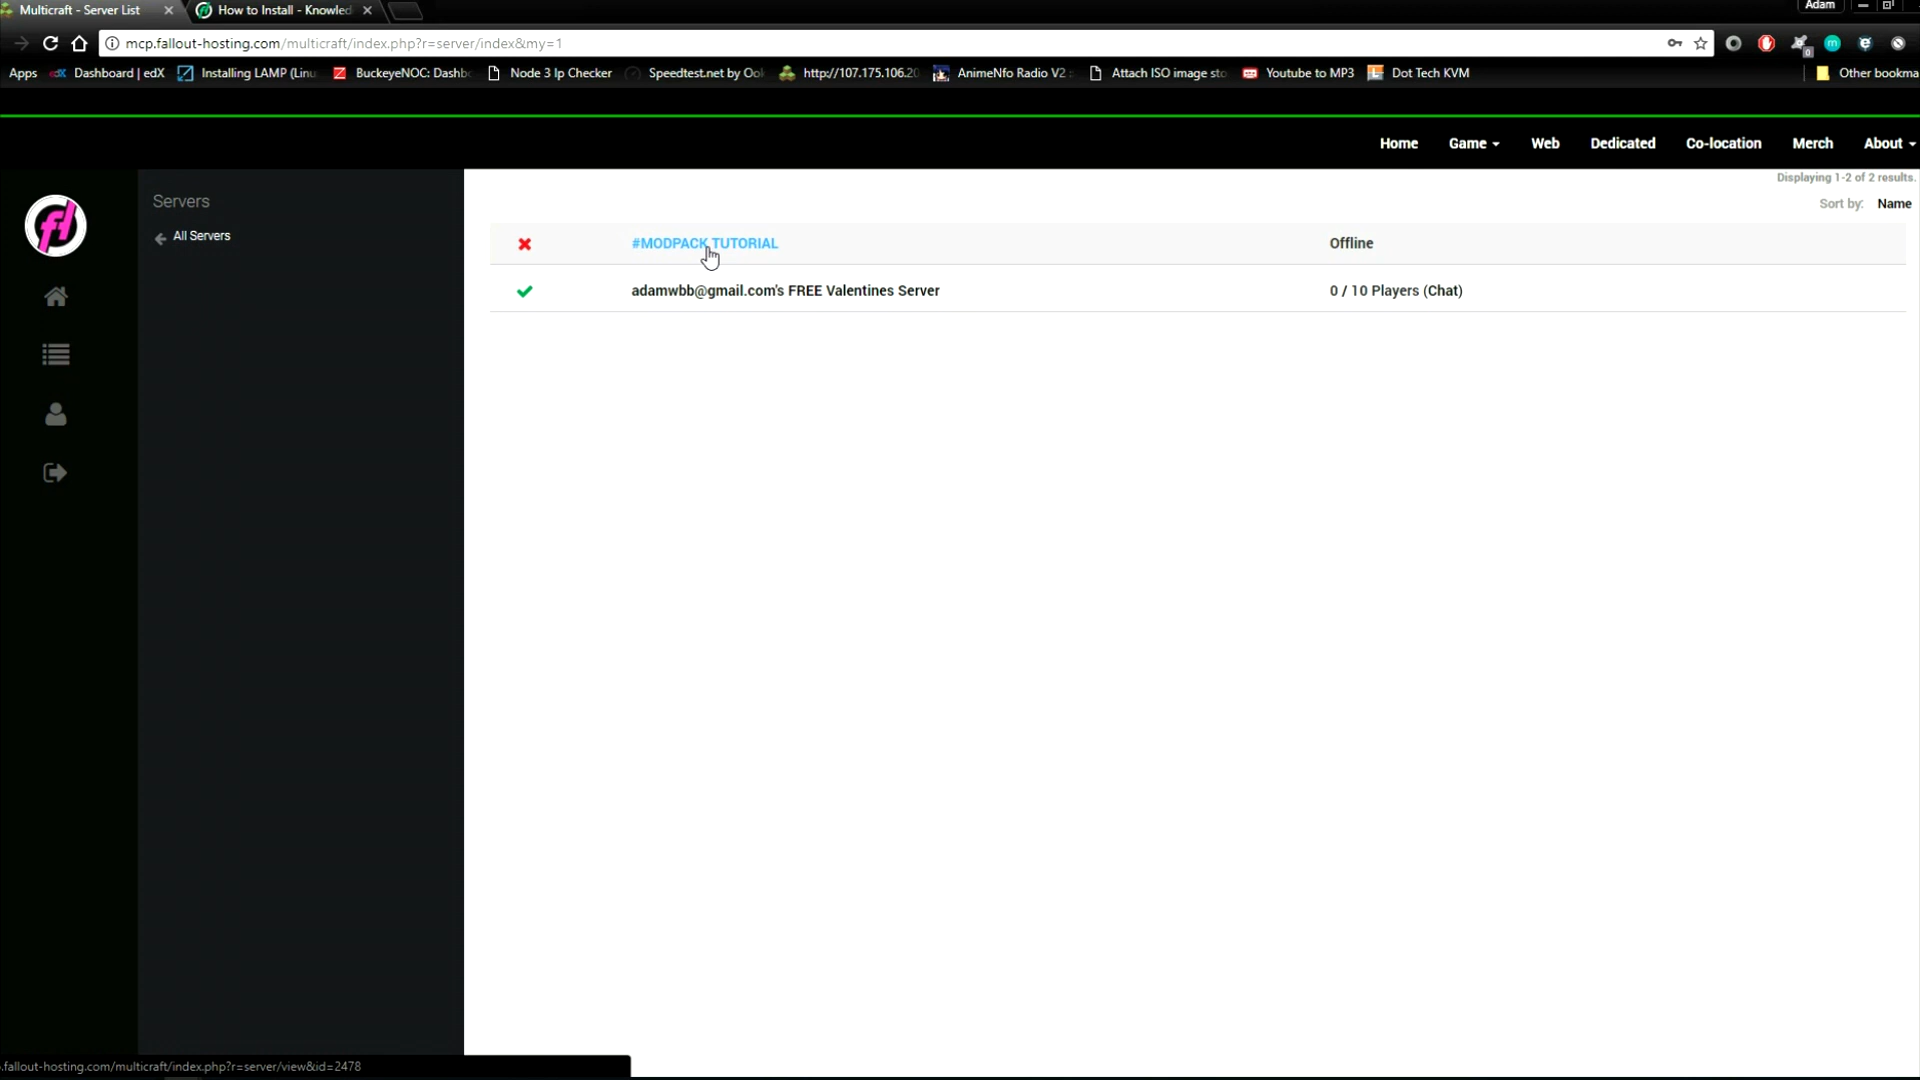 Multicraft - Server List
How to Install - Knowled
Adam
mcp.fallout-hosting.com/multicraft/index.php?r=server/index&my=1
Apps
Dashboard | edX
Installing LAMP (Linu
BuckeyeNOC: Dashb
Node 3 Ip Checker
Speedtest.net by Ool
http://107.175.106.20
AnimeNfo Radio V2 :
Attach ISO image sto
Youtube to MP3
Dot Tech KVM
Other bookma
Home
Game
Web
Dedicated
Co-location
Merch
About
Displaying 1-2 of 2 results.
Servers
Sort by: Name
All Servers
#MODPACK TUTORIAL
Offline
adamwbb@gmail.com's FREE Valentines Server
0 / 10 Players (Chat)
.fallout-hosting.com/multicraft/index.php?r=server/view&id=2478